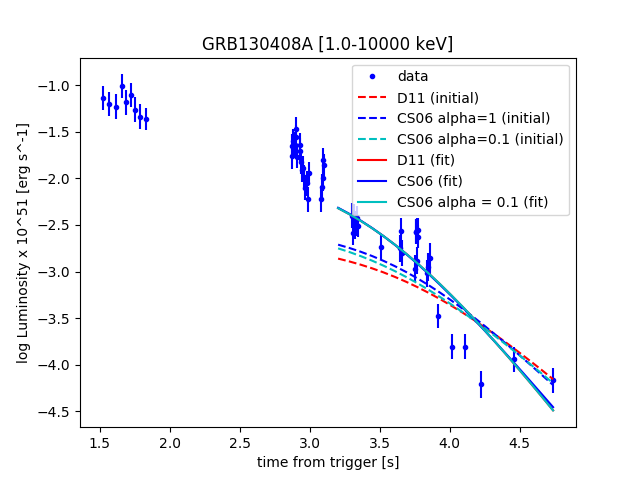 GRB130408A [1.0-10000 keV]
data
D11 (initial)
CS06 alpha=1 (initial)
CS06 alpha=0.1 (initial)
D11 (fit)
CS06 (fit)
CS06 alpha = 0.1 (fit)
log Luminosity x 10^51 [erg s^-1]
−1.0
−1.5
−2.0
−2.5
−3.0
−3.5
−4.0
−4.5
1.5 2.0 2.5 3.0 3.5 4.0 4.5
time from trigger [s]